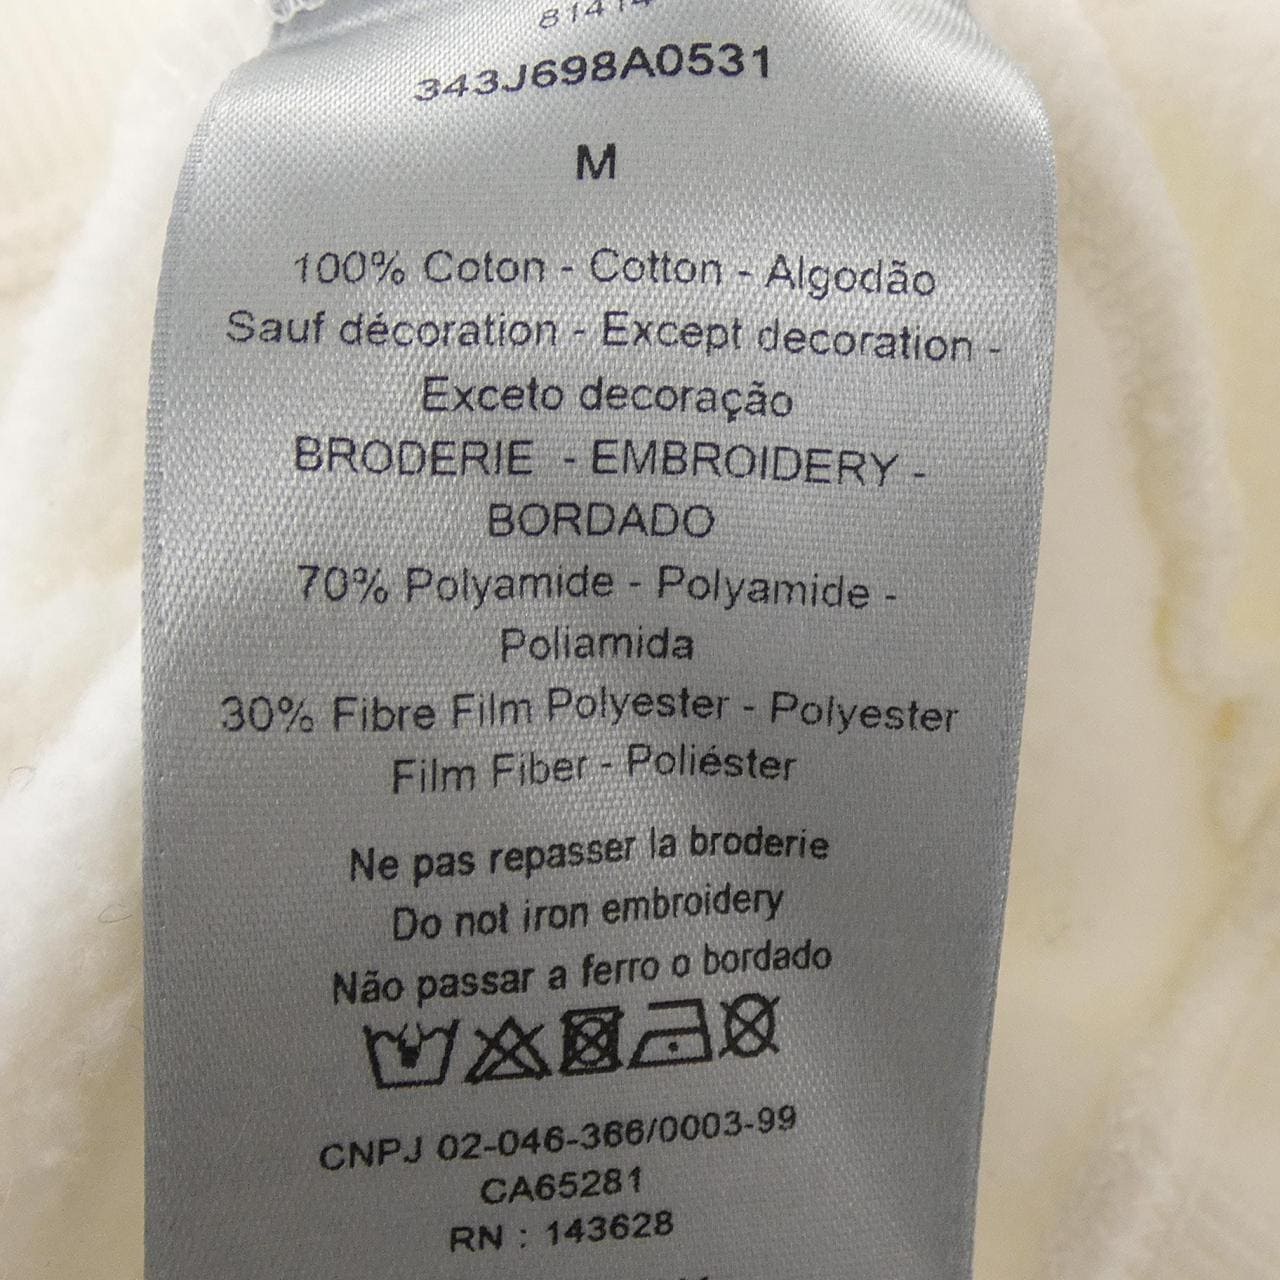 343J698A0531
M
100% Coton - Cotton - Algodão
Sauf décoration - Except decoration -
Exceto decoração
BRODERIE - EMBROIDERY -
BORDADO
70% Polyamide - Polyamide -
Poliamida
30% Fibre Film Polyester - Polyester
Film Fiber - Poliéster
Ne pas repasser la broderie
Do not iron embroidery
Não passar a ferro o bordado
CNPJ 02-046-366/0003-99
CA65281
RN : 143628